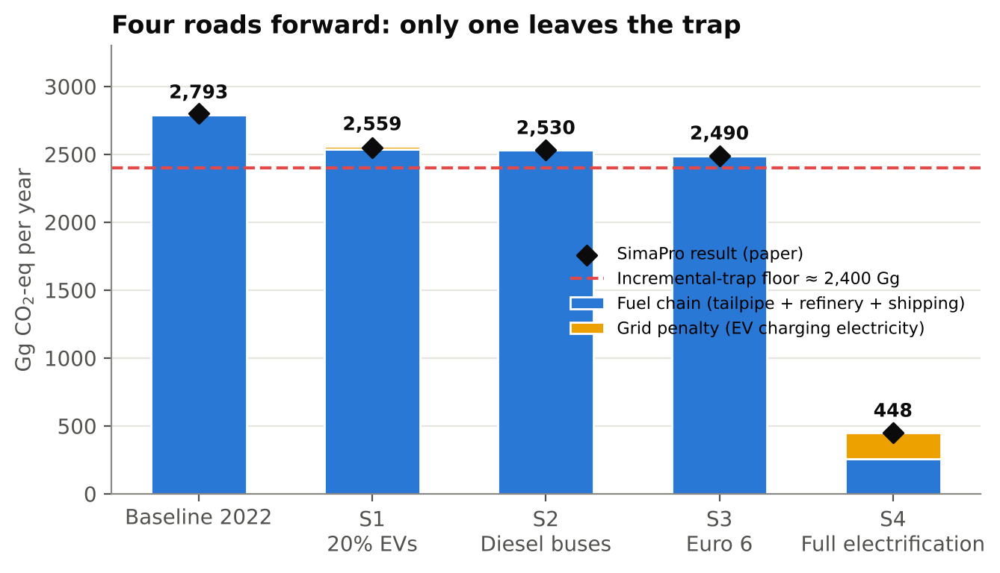 Four roads forward: only one leaves the trap
Gg CO₂-eq per year
3000
2500
2000
1500
1000
500
0
2,793
2,559
2,530
2,490
448
SimaPro result (paper)
Incremental-trap floor ≈ 2,400 Gg
Fuel chain (tailpipe + refinery + shipping)
Grid penalty (EV charging electricity)
Baseline 2022
S1
20% EVs
S2
Diesel buses
S3
Euro 6
S4
Full electrification